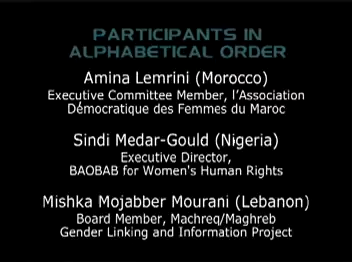 PARTICIPANTS IN
ALPHABETICAL ORDER
Amina Lemrini (Morocco)
Executive Committee Member, l'Association
Démocratique des Femmes du Maroc
Sindi Medar-Gould (Nigeria)
Executive Director,
BAOBAB for Women's Human Rights
Mishka Mojabber Mourani (Lebanon)
Board Member, Machreq/Maghreb
Gender Linking and Information Project